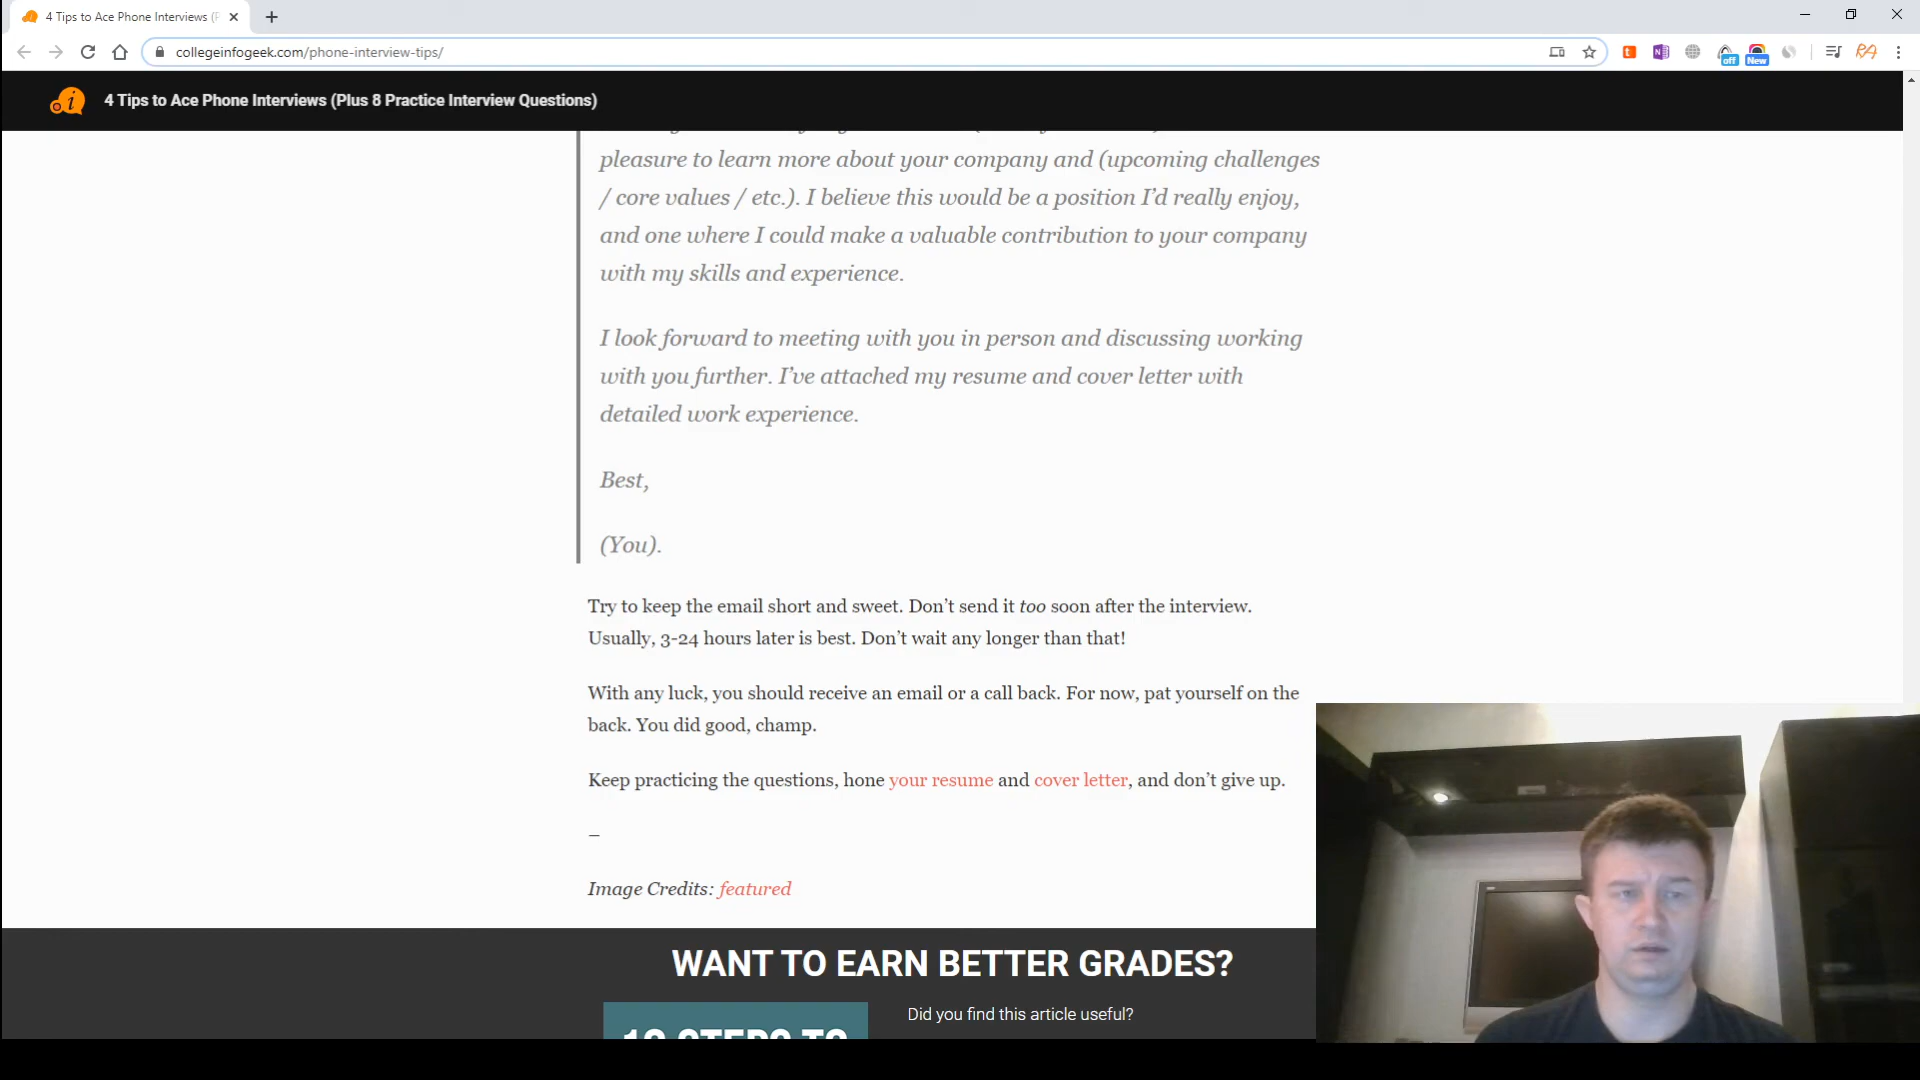 4 Tips to Ace Phone Interviews (P
collegeinfogeek.com/phone-interview-tips/
off
New
4 Tips to Ace Phone Interviews (Plus 8 Practice Interview Questions)
pleasure to learn more about your company and (upcoming challenges
/ core values / etc.). I believe this would be a position I’d really enjoy,
and one where I could make a valuable contribution to your company
with my skills and experience.
I look forward to meeting with you in person and discussing working
with you further. I’ve attached my resume and cover letter with
detailed work experience.
Best,
(You).
Try to keep the email short and sweet. Don’t send it too soon after the interview.
Usually, 3-24 hours later is best. Don’t wait any longer than that!
With any luck, you should receive an email or a call back. For now, pat yourself on the
back. You did good, champ.
Keep practicing the questions, hone your resume and cover letter, and don’t give up.
–
Image Credits: featured
WANT TO EARN BETTER GRADES?
Did you find this article useful?
10 STEPS TO